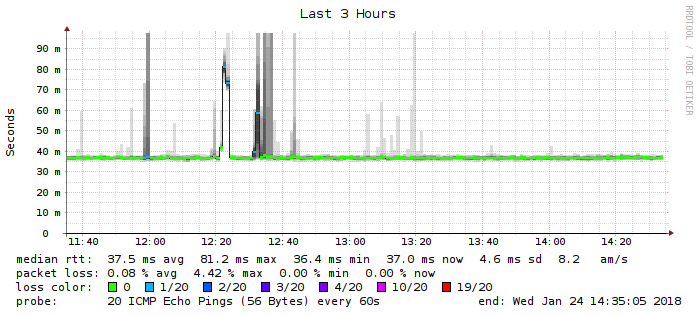 Last 3 Hours
RRDTOOL / TOBI OETIKER
Seconds
90 m
80 m
70 m
60 m
50 m
40 m
30 m
20 m
10 m
0
11:40 12:00 12:20 12:40 13:00 13:20 13:40 14:00 14:20
median rtt: 37.5 ms avg 81.2 ms max 36.4 ms min 37.0 ms now 4.6 ms sd 8.2 am/s
packet loss: 0.08 % avg 4.42 % max 0.00 % min 0.00 % now
loss color: 0 1/20 2/20 3/20 4/20 10/20 19/20
probe: 20 ICMP Echo Pings (56 Bytes) every 60s end: Wed Jan 24 14:35:05 2018